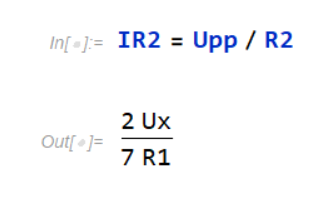 In[ ]:= IR2 = Upp / R2
Out[ ]= 2 Ux
7 R1